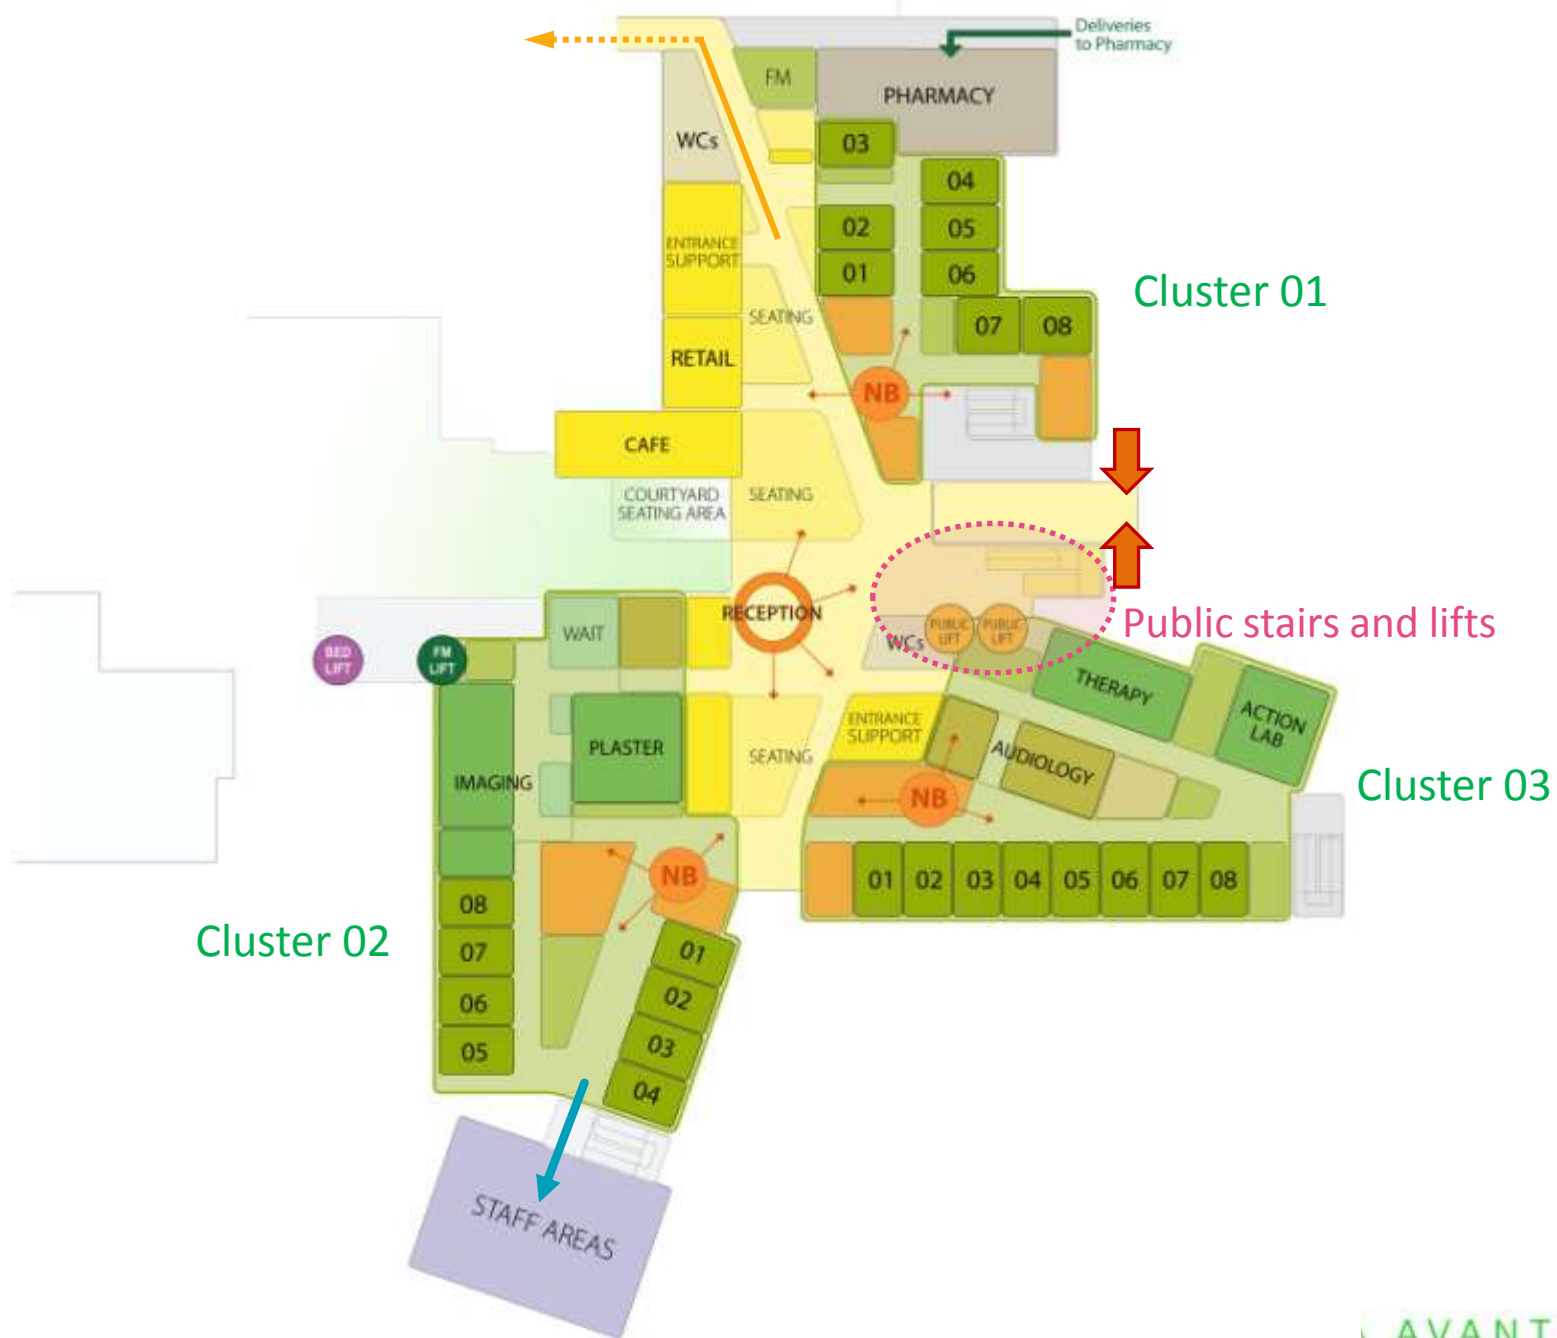 Deliveries
to Pharmacy
FM
PHARMACY
WCs
03
04
02
05
ENTRANCE
SUPPORT
01
06
Cluster 01
SEATING
07
08
RETAIL
NB
CAFE
COURTYARD
SEATING AREA
SEATING
RECEPTION
Public stairs and lifts
WAIT
PUBLIC
LIFT
PUBLIC
LIFT
WCs
BED
LIFT
FM
LIFT
THERAPY
ACTION
LAB
ENTRANCE
SUPPORT
PLASTER
SEATING
AUDIOLOGY
IMAGING
NB
Cluster 03
NB
01
02
03
04
05
06
07
08
08
Cluster 02
07
01
06
02
05
03
04
STAFF AREAS
AVANT